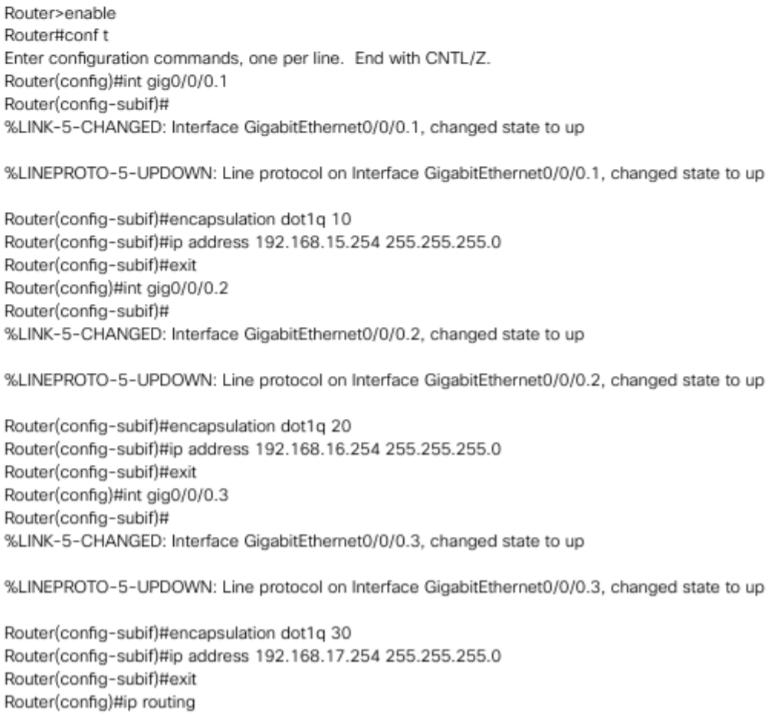 Router>enable
Router#conf t
Enter configuration commands, one per line.  End with CNTL/Z.
Router(config)#int gig0/0/0.1
Router(config-subif)#
%LINK-5-CHANGED: Interface GigabitEthernet0/0/0.1, changed state to up
%LINEPROTO-5-UPDOWN: Line protocol on Interface GigabitEthernet0/0/0.1, changed state to up
Router(config-subif)#encapsulation dot1q 10
Router(config-subif)#ip address 192.168.15.254 255.255.255.0
Router(config-subif)#exit
Router(config)#int gig0/0/0.2
Router(config-subif)#
%LINK-5-CHANGED: Interface GigabitEthernet0/0/0.2, changed state to up
%LINEPROTO-5-UPDOWN: Line protocol on Interface GigabitEthernet0/0/0.2, changed state to up
Router(config-subif)#encapsulation dot1q 20
Router(config-subif)#ip address 192.168.16.254 255.255.255.0
Router(config-subif)#exit
Router(config)#int gig0/0/0.3
Router(config-subif)#
%LINK-5-CHANGED: Interface GigabitEthernet0/0/0.3, changed state to up
%LINEPROTO-5-UPDOWN: Line protocol on Interface GigabitEthernet0/0/0.3, changed state to up
Router(config-subif)#encapsulation dot1q 30
Router(config-subif)#ip address 192.168.17.254 255.255.255.0
Router(config-subif)#exit
Router(config)#ip routing